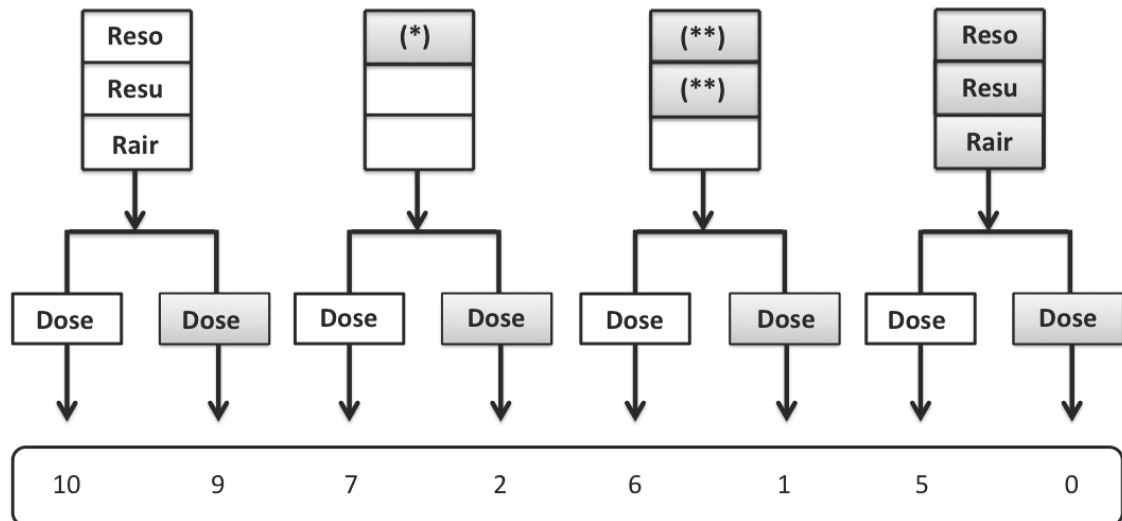 Reso (*) (**) Reso
Resu (**) Resu
Rair Rair
Dose Dose Dose Dose Dose Dose Dose Dose
10 9 7 2 6 1 5 0